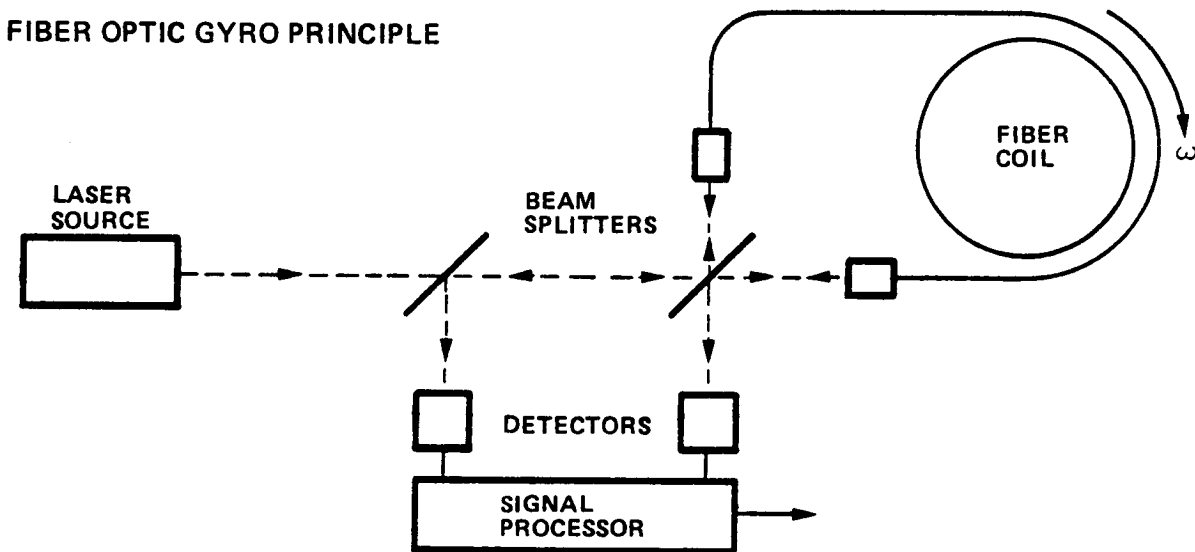 FIBER OPTIC GYRO PRINCIPLE
FIBER
COIL
ω
LASER
SOURCE
BEAM
SPLITTERS
DETECTORS
SIGNAL
PROCESSOR